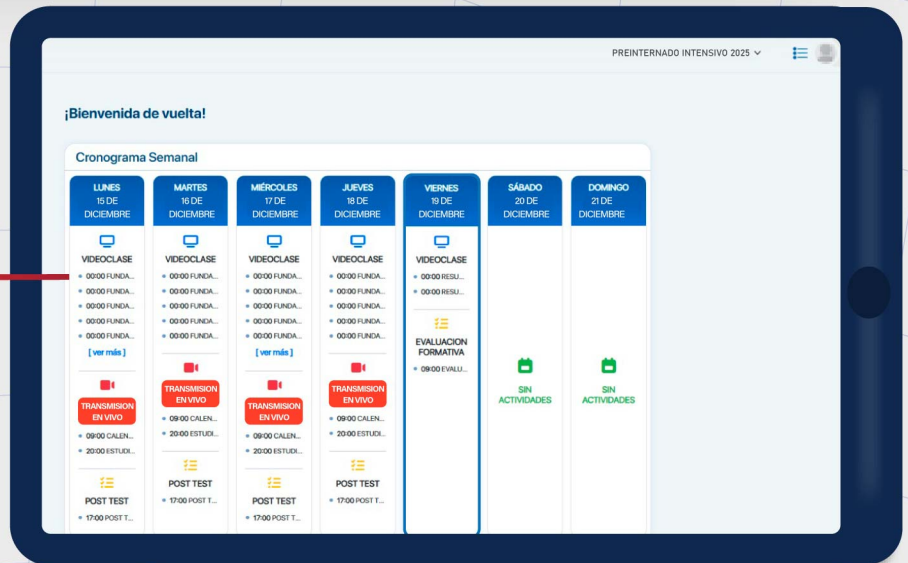 PREINTERNADO INTENSIVO 2025
¡Bienvenida de vuelta!
Cronograma Semanal
LUNES
15 DE
DICIEMBRE
VIDEOCLASE
00:00 FUNDA...
00:00 FUNDA...
00:00 FUNDA...
00:00 FUNDA...
00:00 FUNDA...
[ ver más ]
TRANSMISION
EN VIVO
09:00 CALEN...
20:00 ESTUDI...
POST TEST
17:00 POST T...
MARTES
16 DE
DICIEMBRE
VIDEOCLASE
00:00 FUNDA...
00:00 FUNDA...
00:00 FUNDA...
00:00 FUNDA...
00:00 FUNDA...
TRANSMISION
EN VIVO
09:00 CALEN...
20:00 ESTUDI...
POST TEST
17:00 POST T...
MIÉRCOLES
17 DE
DICIEMBRE
VIDEOCLASE
00:00 FUNDA...
00:00 FUNDA...
00:00 FUNDA...
00:00 FUNDA...
00:00 FUNDA...
[ ver más ]
TRANSMISION
EN VIVO
09:00 CALEN...
20:00 ESTUDI...
POST TEST
17:00 POST T...
JUEVES
18 DE
DICIEMBRE
VIDEOCLASE
00:00 FUNDA...
00:00 FUNDA...
00:00 FUNDA...
00:00 FUNDA...
00:00 FUNDA...
TRANSMISION
EN VIVO
09:00 CALEN...
20:00 ESTUDI...
POST TEST
17:00 POST T...
VIERNES
19 DE
DICIEMBRE
VIDEOCLASE
00:00 RESU...
00:00 RESU...
EVALUACION
FORMATIVA
09:00 EVALU...
SÁBADO
20 DE
DICIEMBRE
SIN
ACTIVIDADES
DOMINGO
21 DE
DICIEMBRE
SIN
ACTIVIDADES